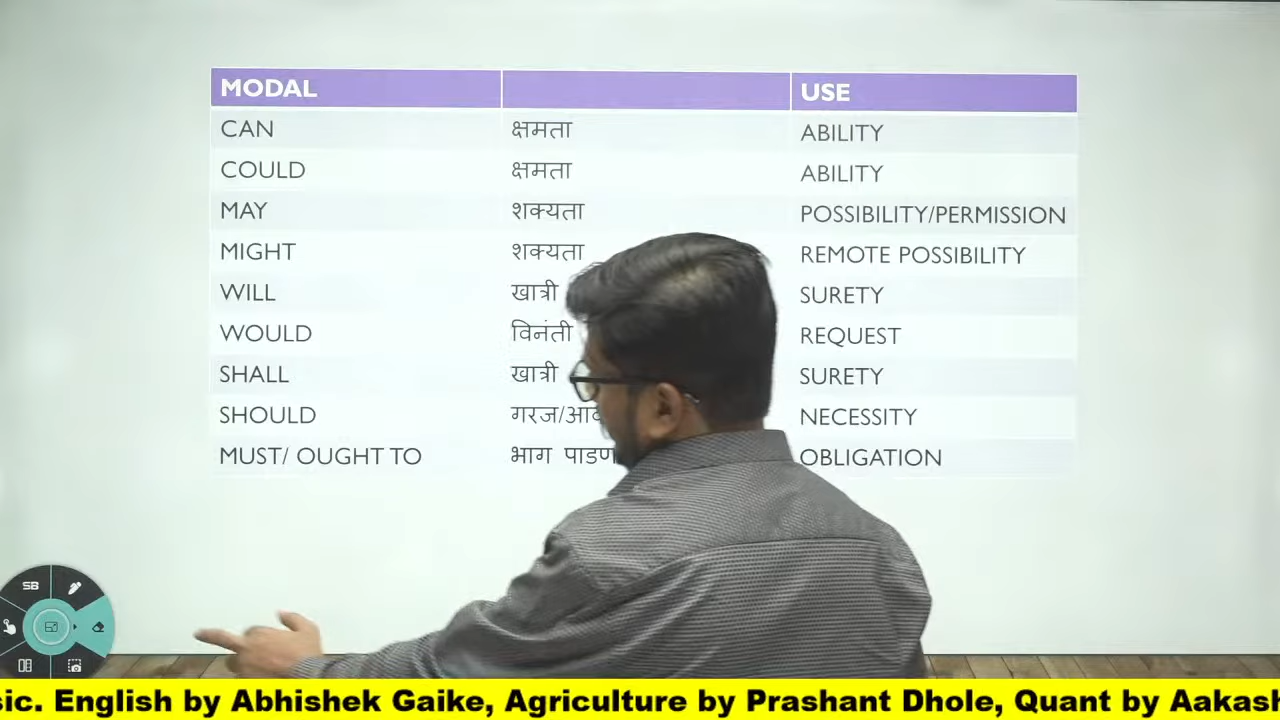 MODAL USE
CAN क्षमता ABILITY
COULD क्षमता ABILITY
MAY शक्यता POSSIBILITY/PERMISSION
MIGHT शक्यता REMOTE POSSIBILITY
WILL खात्री SURETY
WOULD विनंती REQUEST
SHALL खात्री SURETY
SHOULD गरज/ NECESSITY
MUST/ OUGHT TO भाग OBLIGATION
SB
English by Abhishek Gaike, Agriculture by Prashant Dhole, Quant by